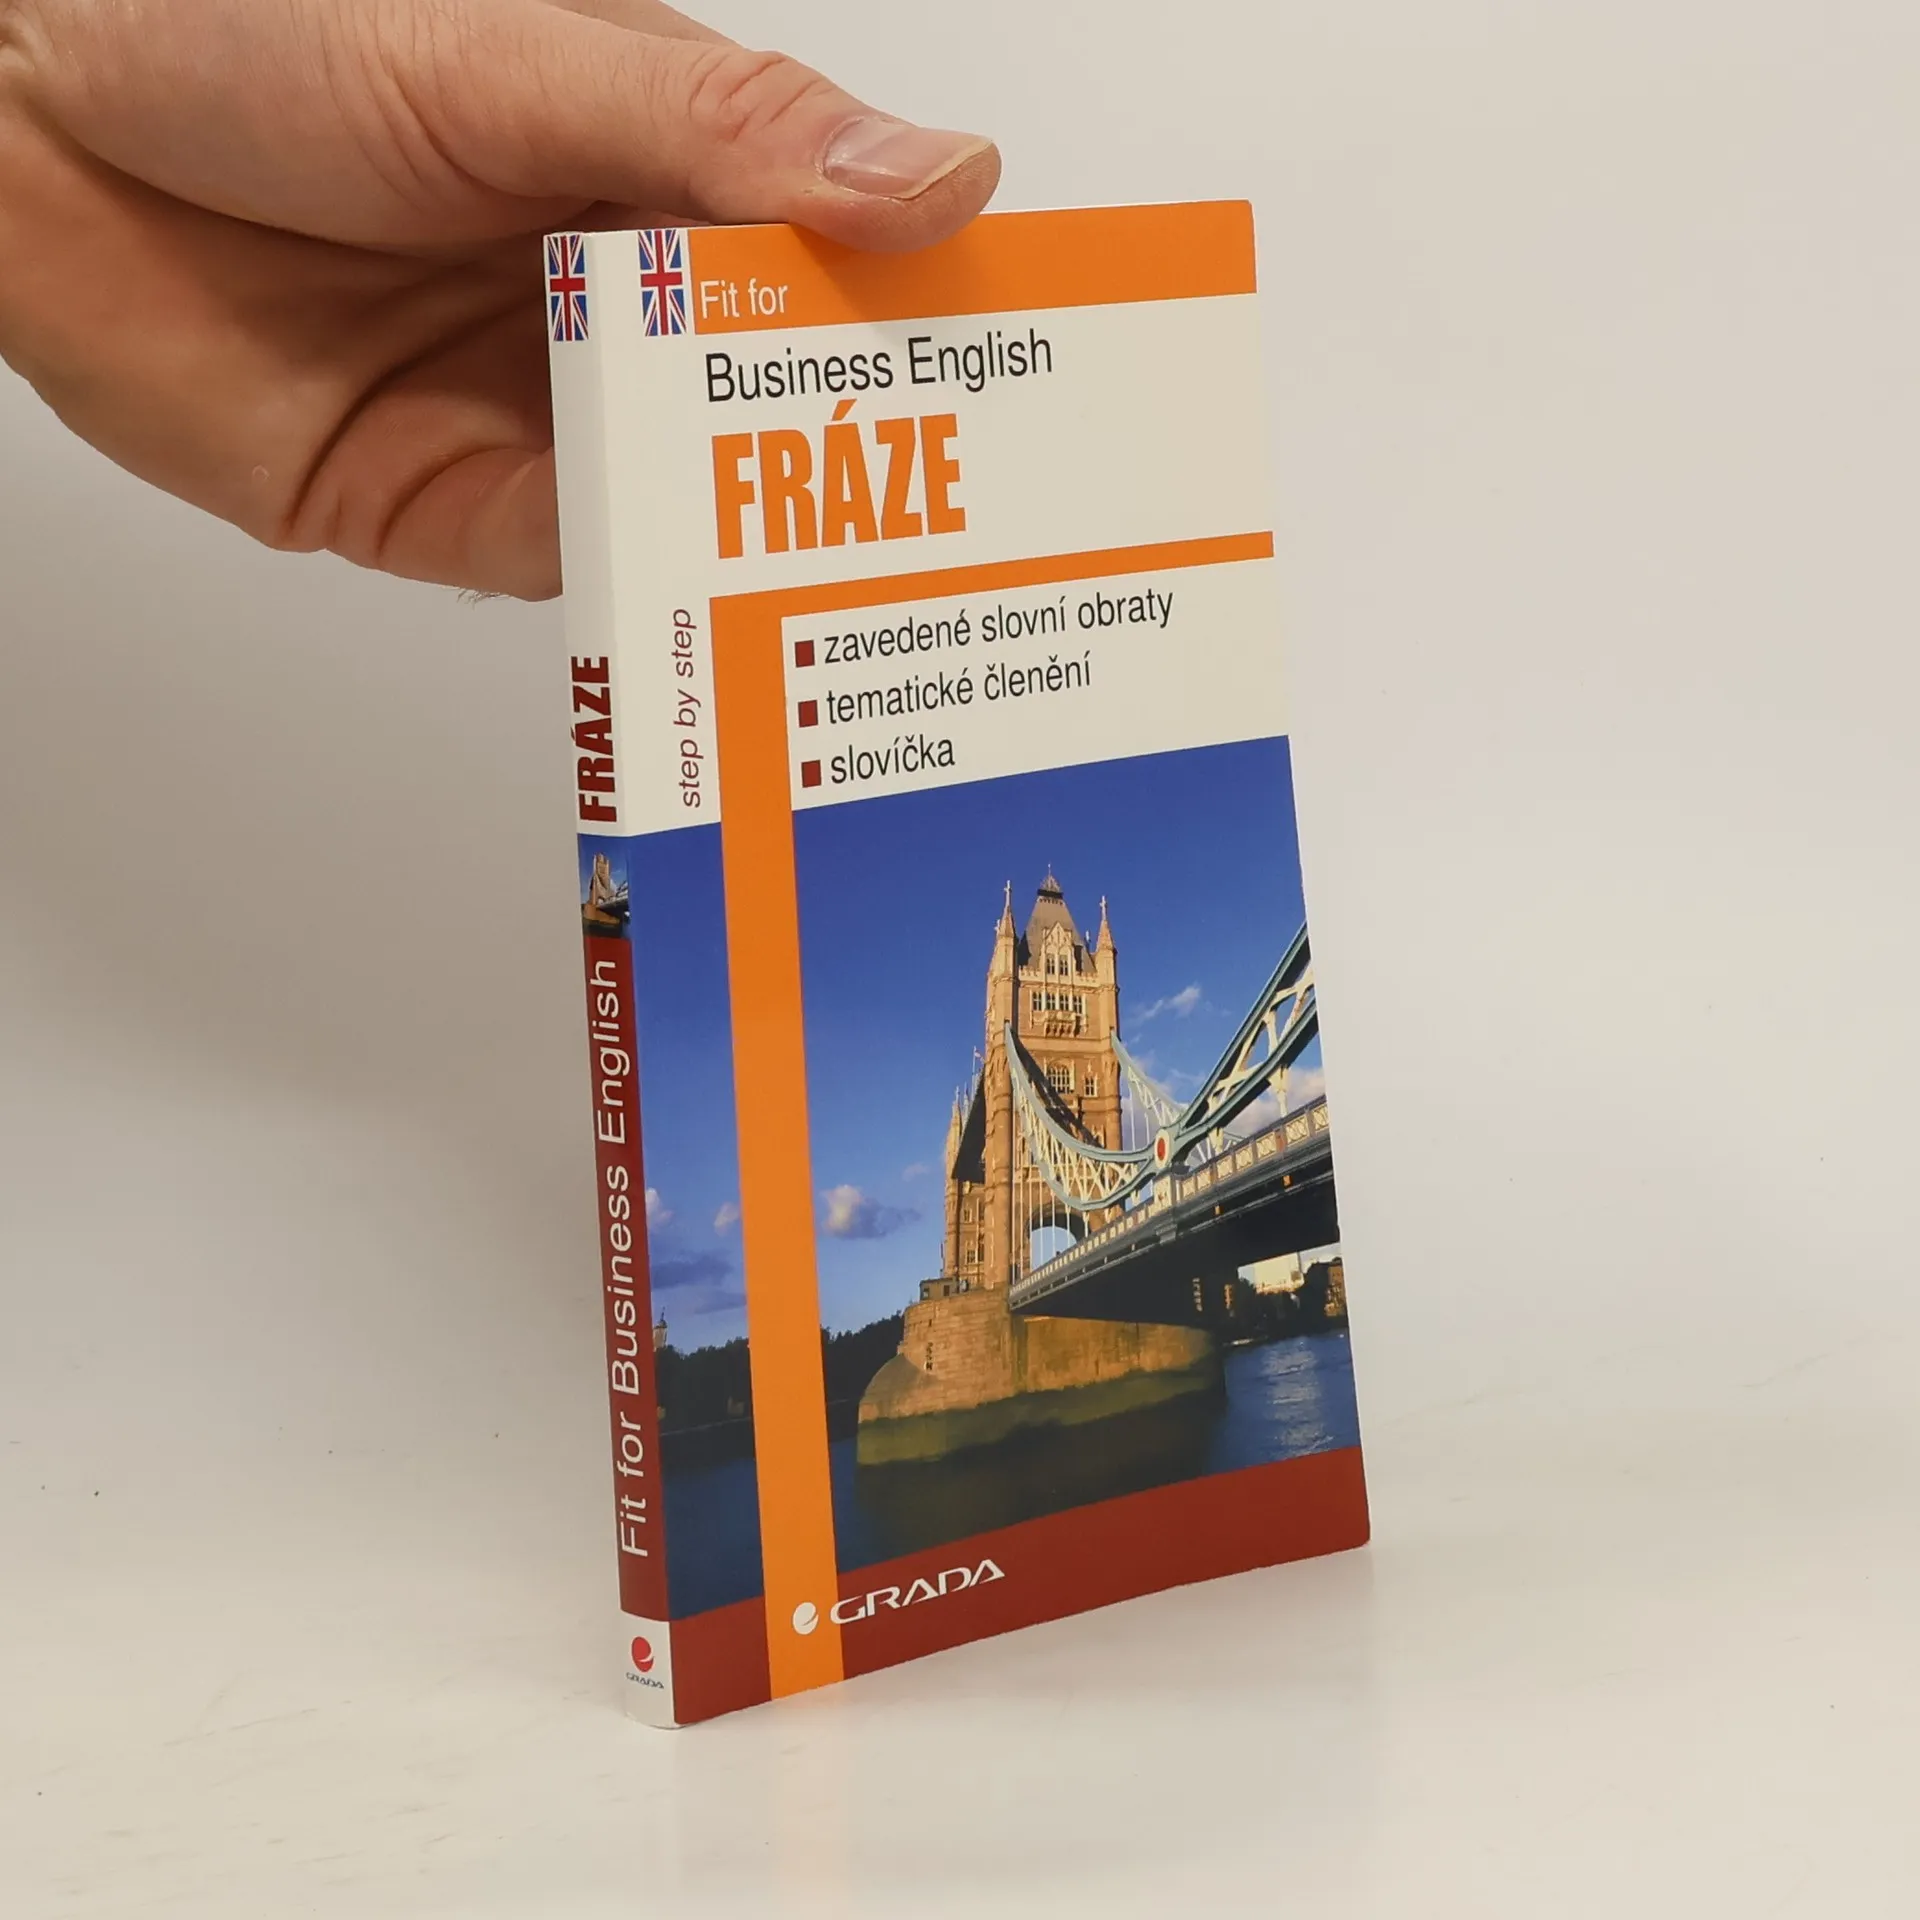 Fit for
Business English
FRÁZE
step by step
zavedené slovní obraty
tematické členění
slovíčka
GRADA
FRÁZE
Fit for Business English
GRADA